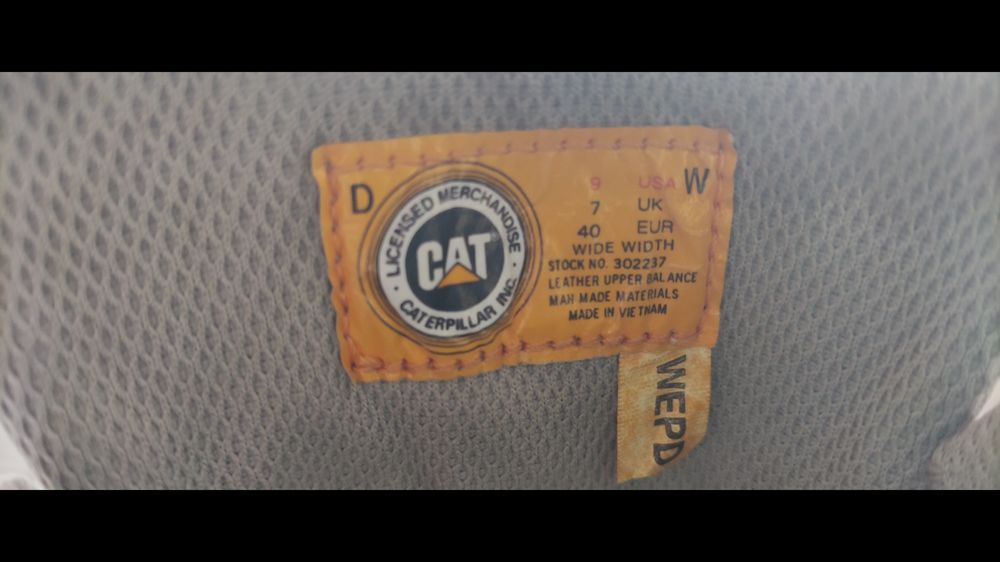 D
LICENSED MERCHANDISE
CAT
CATERPILLAR INC.
9 USA W
7 UK
40 EUR
WIDE WIDTH
STOCK NO. 302237
LEATHER UPPER BALANCE
MAN MADE MATERIALS
MADE IN VIETNAM
WEPD